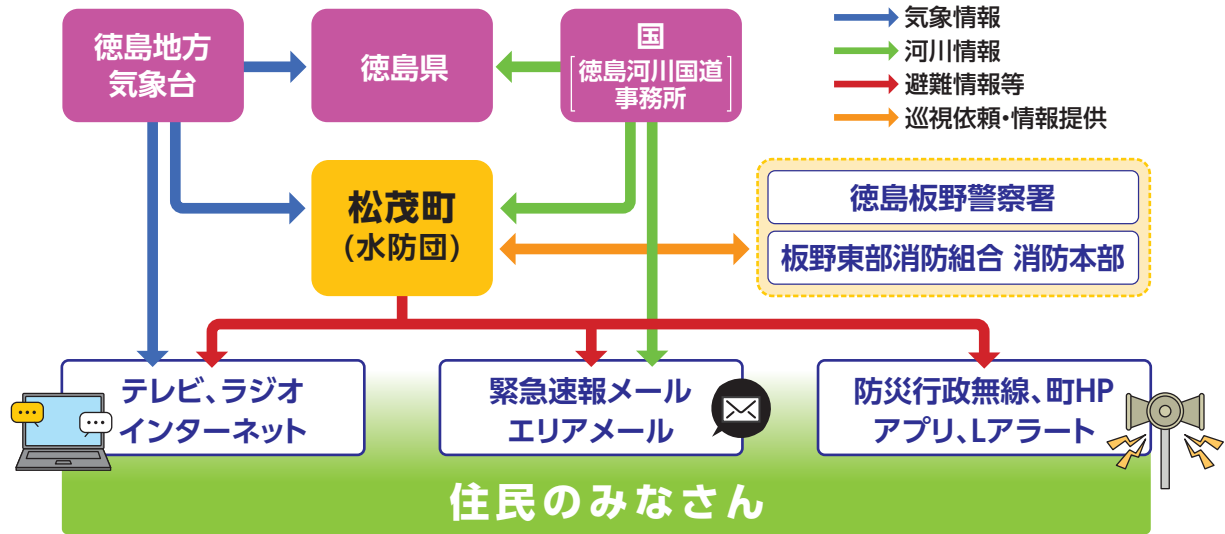 徳島地方
気象台
徳島県
国
[徳島河川国道
事務所]
気象情報
河川情報
避難情報等
巡視依頼・情報提供
松茂町
(水防団)
徳島板野警察署
板野東部消防組合 消防本部
テレビ、ラジオ
インターネット
緊急速報メール
エリアメール
防災行政無線、町HP
アプリ、Lアラート
住民のみなさん